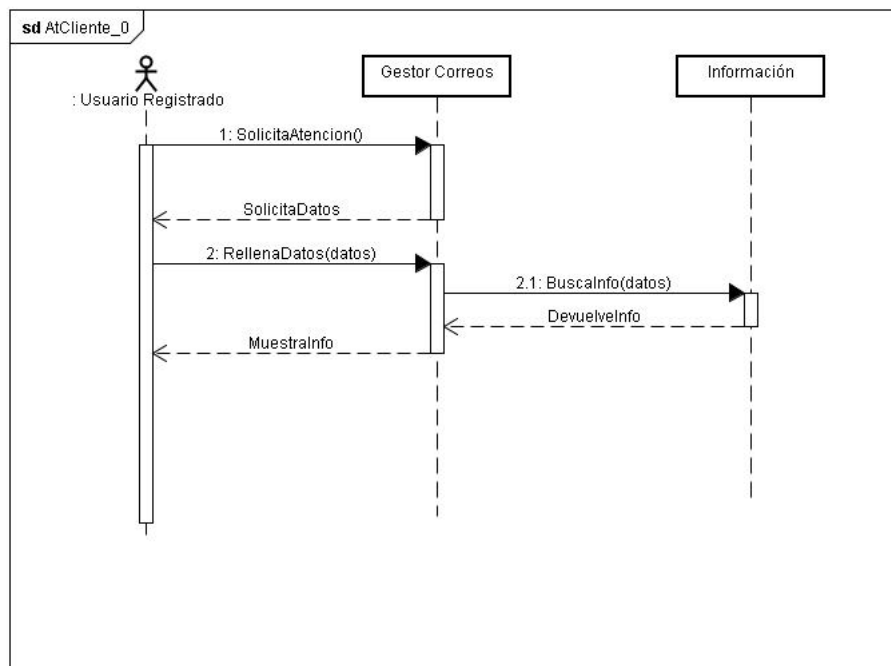 sd AtCliente_0
: Usuario Registrado
Gestor Correos
Información
1: SolicitaAtencion()
SolicitaDatos
2: RellenaDatos(datos)
2.1: BuscaInfo(datos)
DevuelveInfo
MuestraInfo